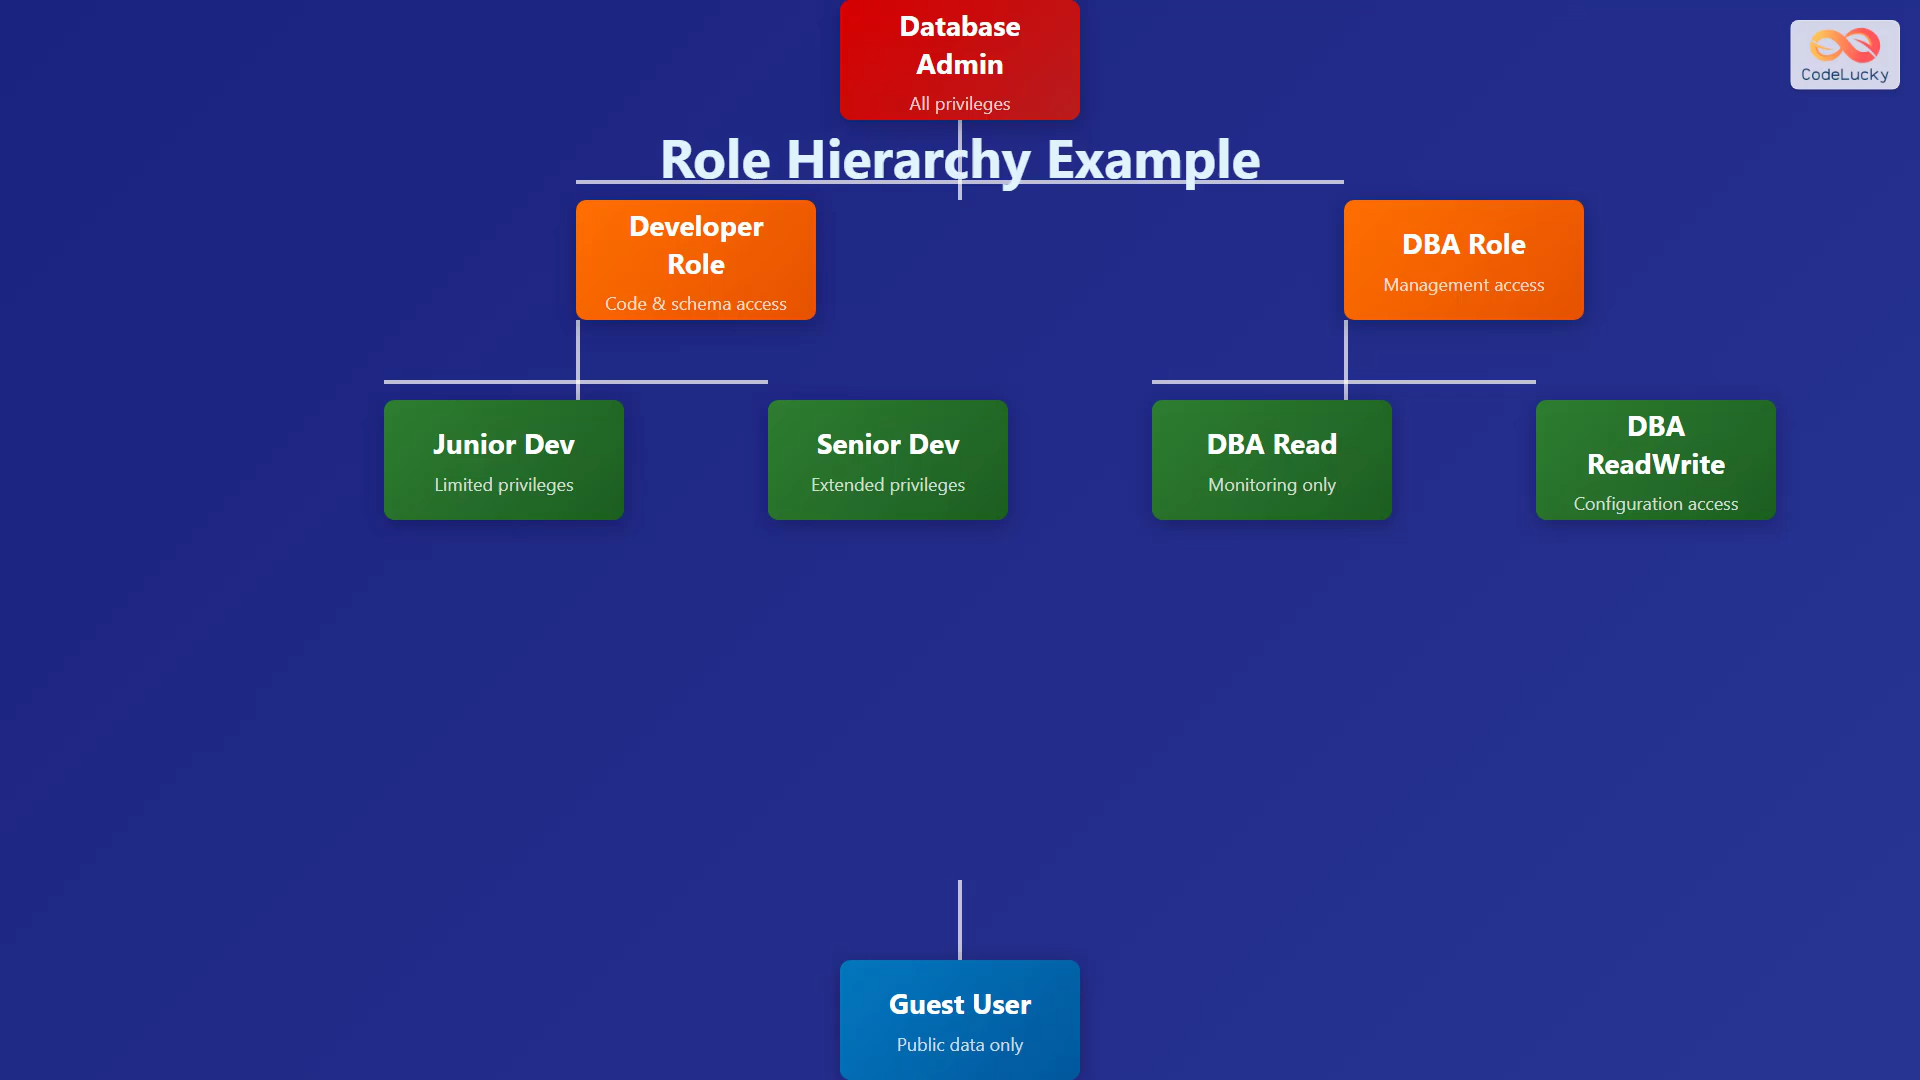 Database
Admin
All privileges
CodeLucky
Role Hierarchy Example
Developer
Role
Code & schema access
DBA Role
Management access
Junior Dev
Limited privileges
Senior Dev
Extended privileges
DBA Read
Monitoring only
DBA
ReadWrite
Configuration access
Guest User
Public data only